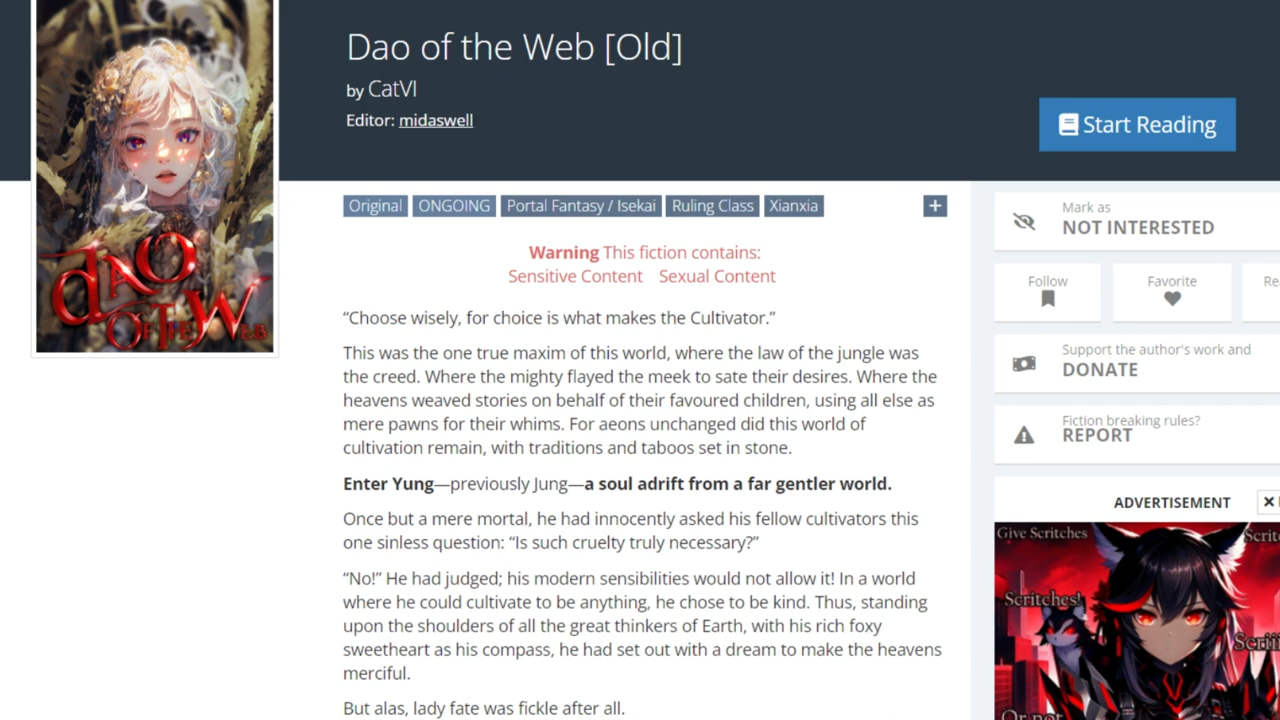 Dao of the Web [Old]
by CatVI
Editor: midaswell
Start Reading
DAO
OF THE WEB
Original ONGOING Portal Fantasy / Isekai Ruling Class Xianxia +
Warning This fiction contains:
Sensitive Content Sexual Content
“Choose wisely, for choice is what makes the Cultivator.”
This was the one true maxim of this world, where the law of the jungle was
the creed. Where the mighty flayed the meek to sate their desires. Where the
heavens weaved stories on behalf of their favoured children, using all else as
mere pawns for their whims. For aeons unchanged did this world of
cultivation remain, with traditions and taboos set in stone.
Enter Yung—previously Jung—a soul adrift from a far gentler world.
Once but a mere mortal, he had innocently asked his fellow cultivators this
one sinless question: “Is such cruelty truly necessary?”
“No!” He had judged; his modern sensibilities would not allow it! In a world
where he could cultivate to be anything, he chose to be kind. Thus, standing
upon the shoulders of all the great thinkers of Earth, with his rich foxy
sweetheart as his compass, he had set out with a dream to make the heavens
merciful.
But alas, lady fate was fickle after all.
Mark as
NOT INTERESTED
Follow
Favorite
Re
Support the author's work and
DONATE
Fiction breaking rules?
REPORT
ADVERTISEMENT
Give Scritches
Scritches!
Or not